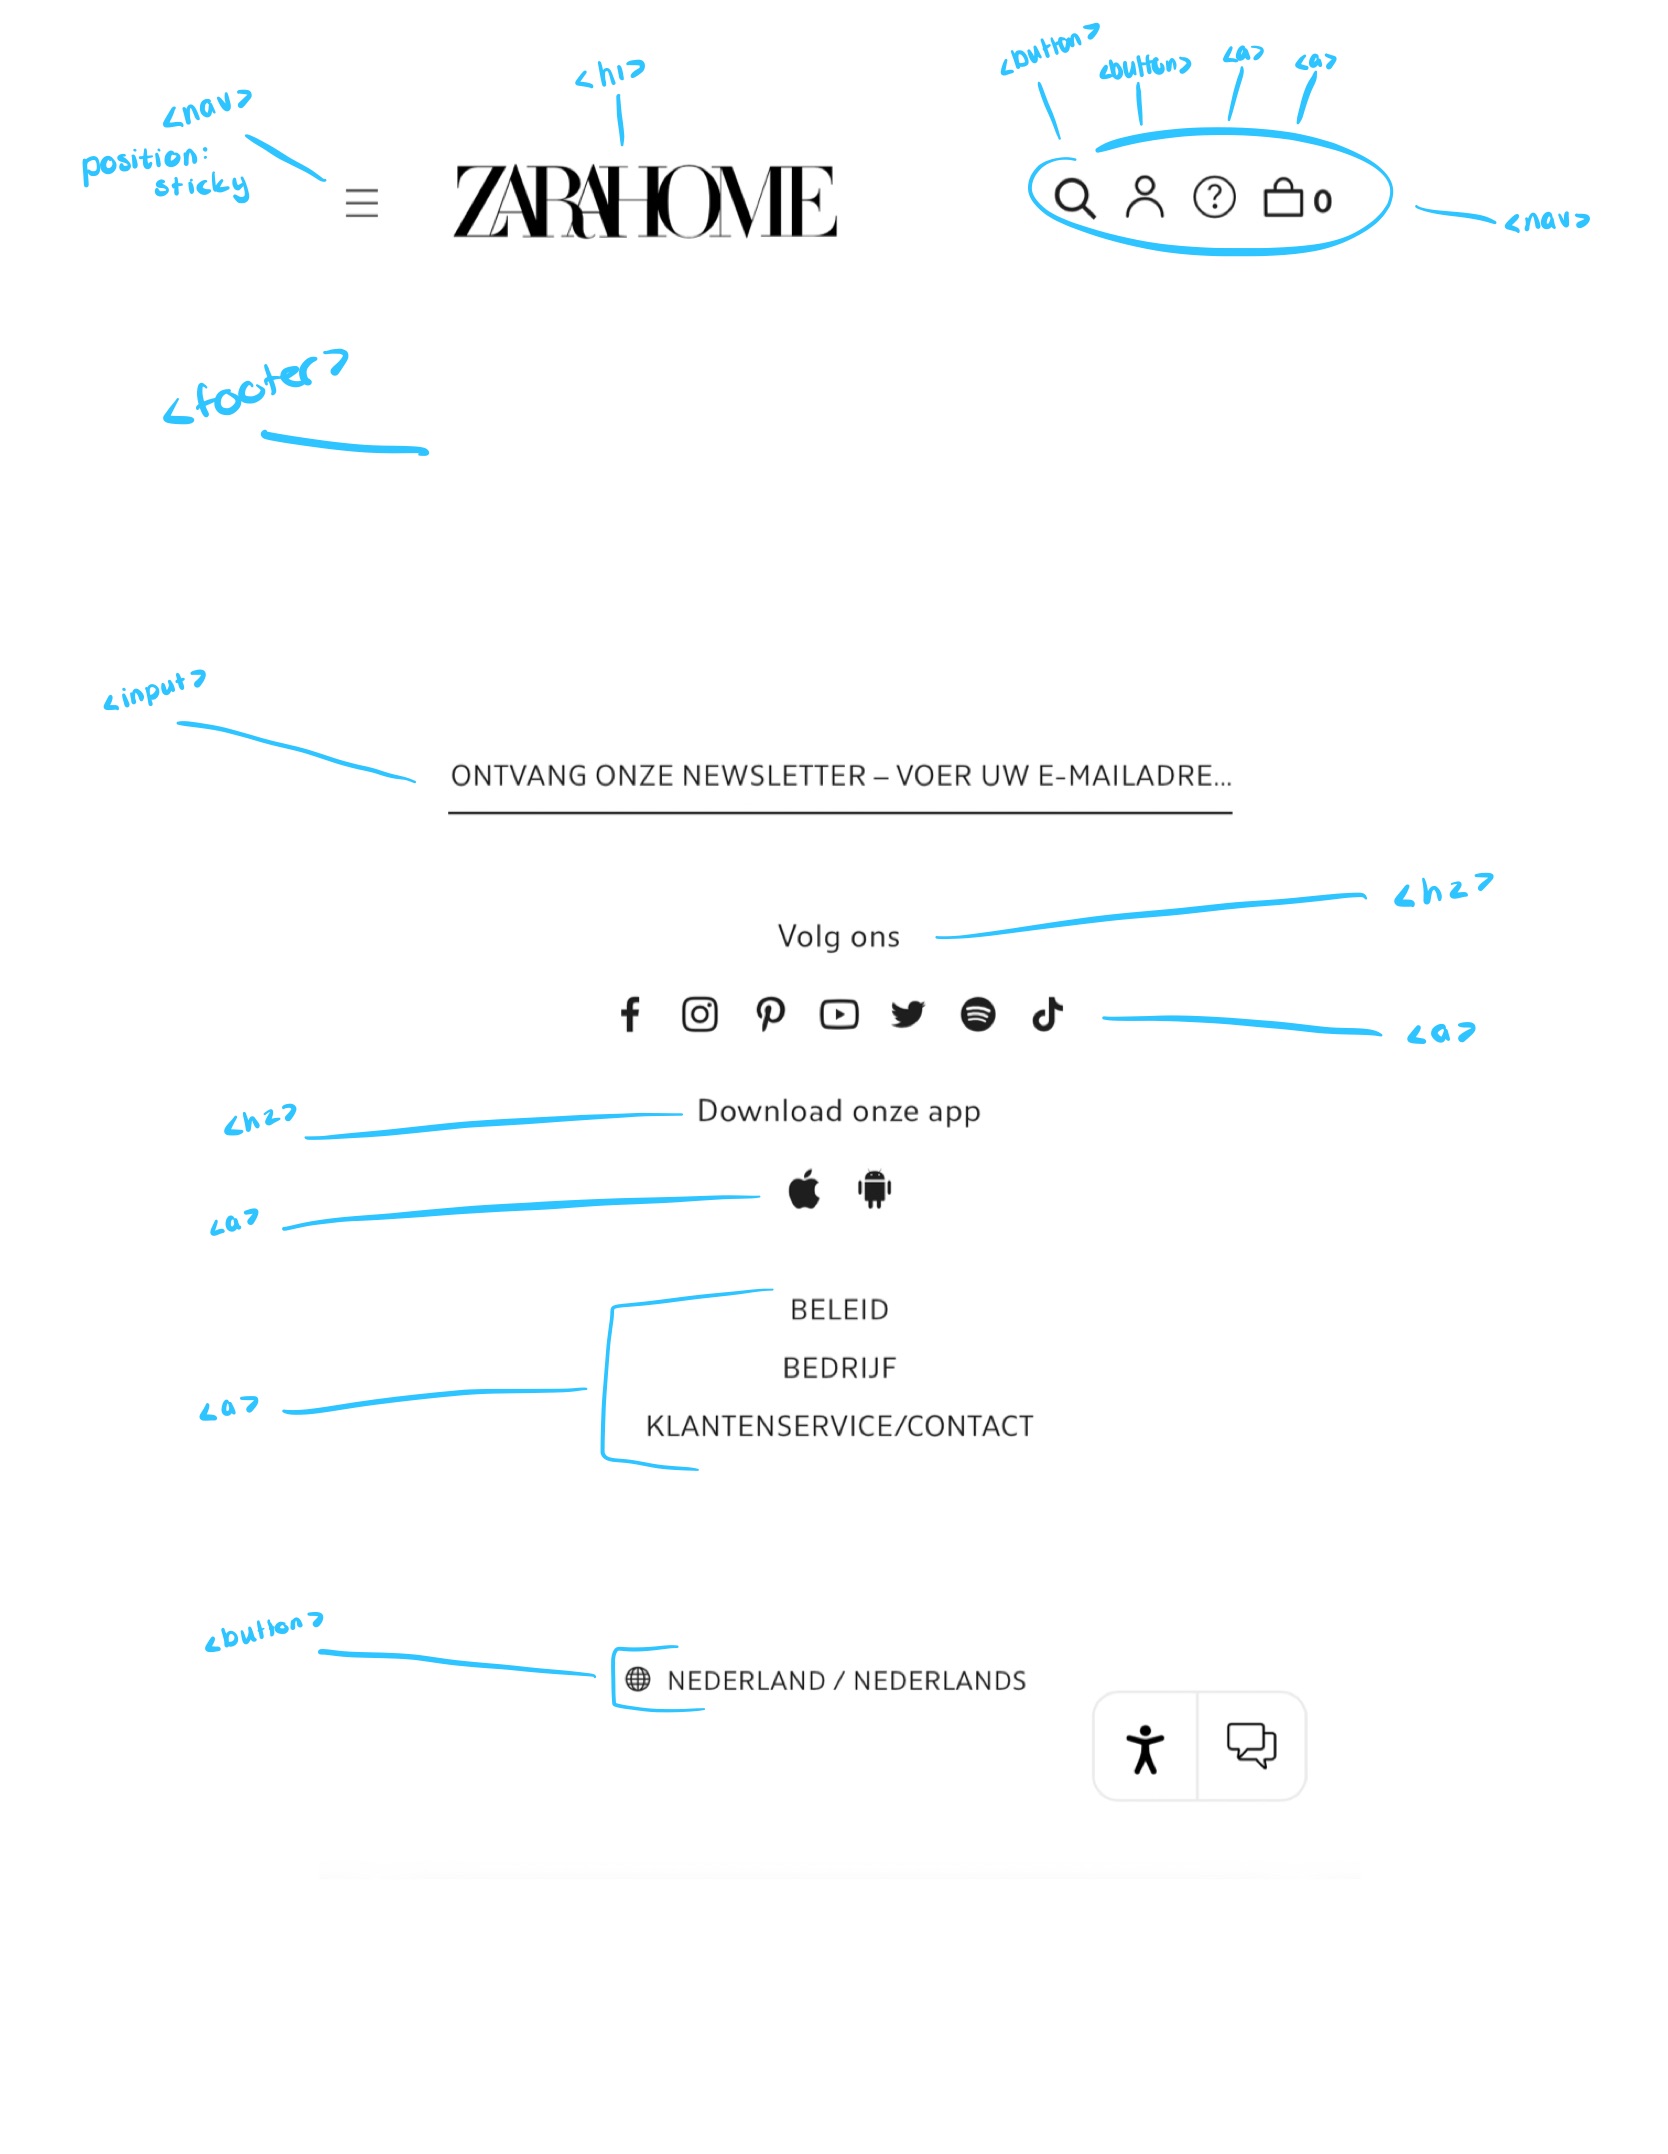 <button>
<button>
<a>
<a>
<h1>
<nav>
position:
sticky
ZARAHOME
?
0
<nav>
<footer>
<input>
ONTVANG ONZE NEWSLETTER – VOER UW E-MAILADRE...
Volg ons
<h2>
<a>
<h2>
Download onze app
<a>
BELEID
BEDRIJF
<a>
KLANTENSERVICE/CONTACT
<button>
NEDERLAND / NEDERLANDS